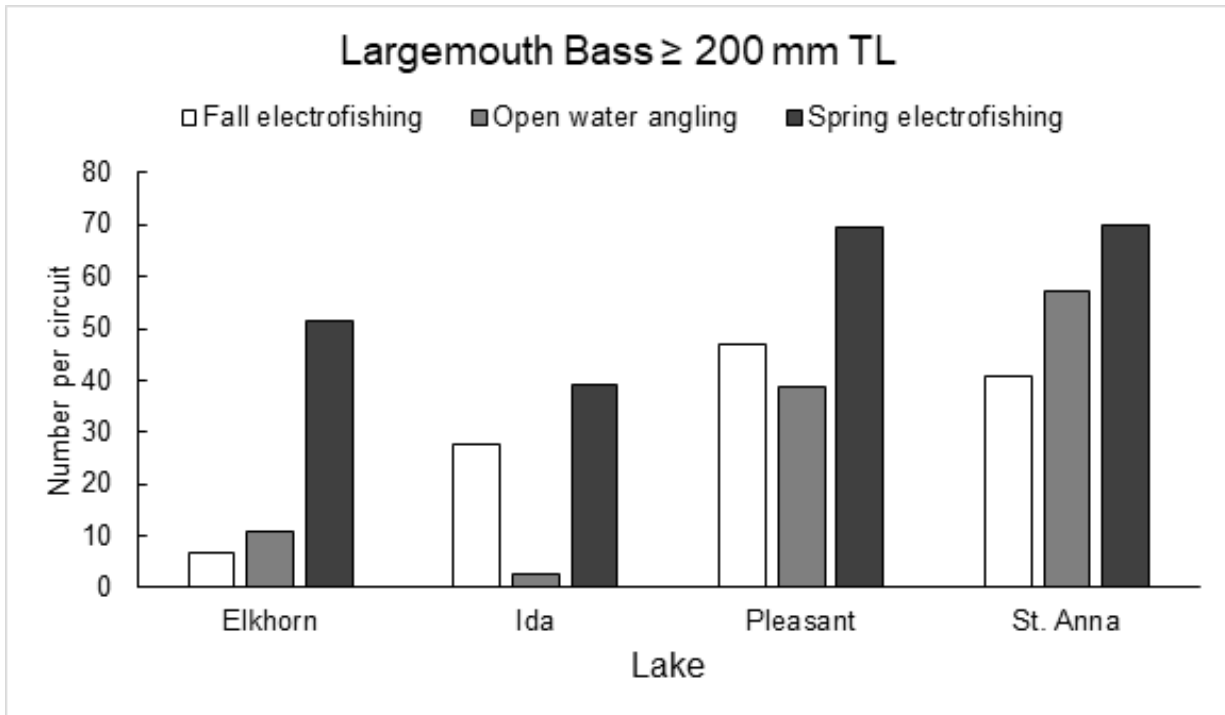 Largemouth Bass ≥ 200 mm TL
Fall electrofishing Open water angling Spring electrofishing
80
70
60
50
40
30
20
10
0
Number per circuit
Elkhorn Ida Pleasant St. Anna
Lake